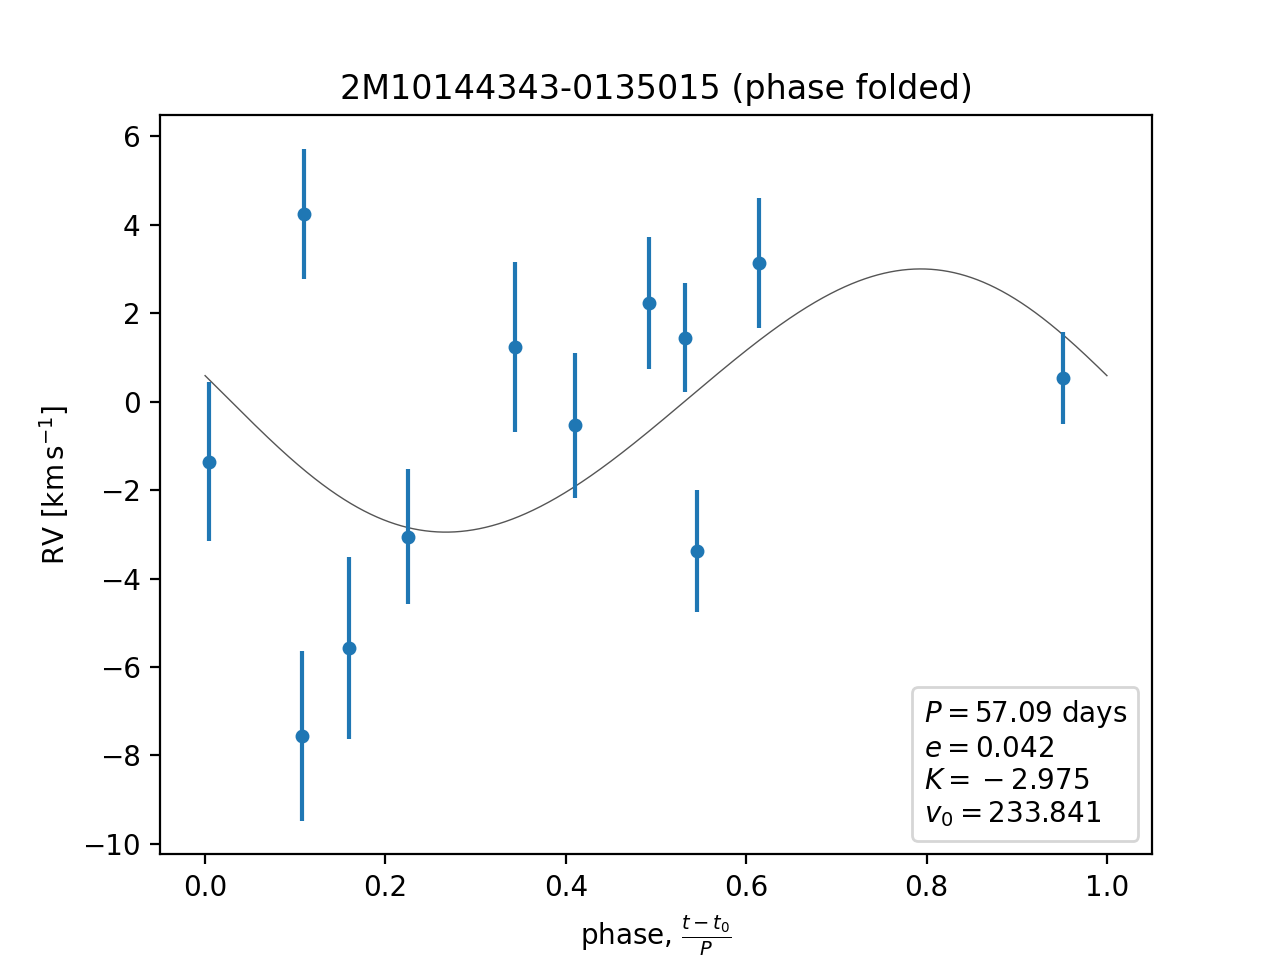 2M10144343-0135015 (phase folded)
6
4
2
0
−2
−4
−6
−8
−10
RV [km s⁻¹]
P = 57.09 days
e = 0.042
K = −2.975
v₀ = 233.841
0.0 0.2 0.4 0.6 0.8 1.0
phase, (t − t₀)/P